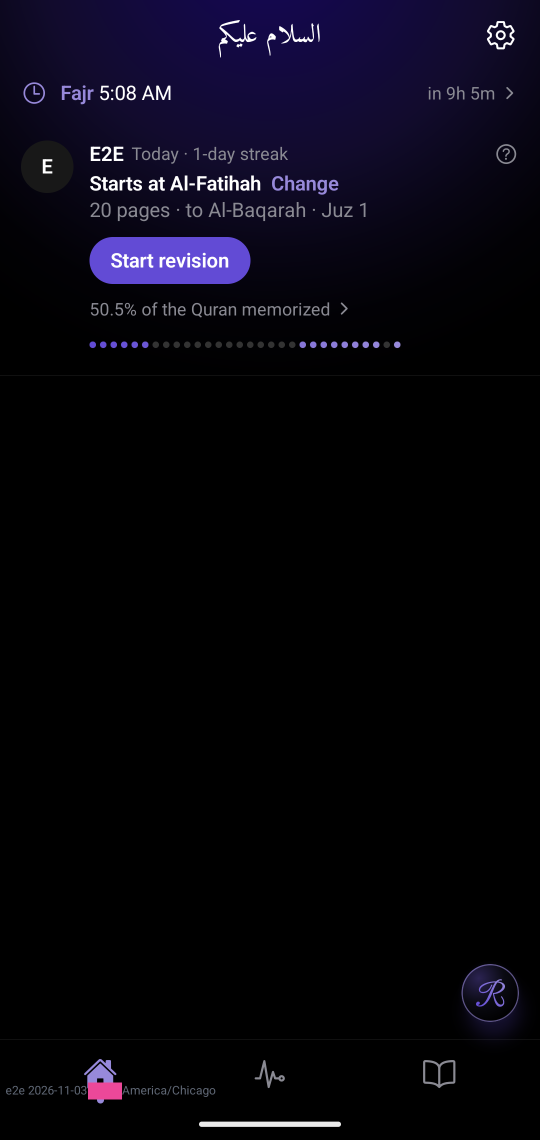 السلام عليكم
Fajr 5:08 AM in 9h 5m
E
E2E Today · 1-day streak
Starts at Al-Fatihah Change
20 pages · to Al-Baqarah · Juz 1
Start revision
50.5% of the Quran memorized
R
e2e 2026-11-03 America/Chicago